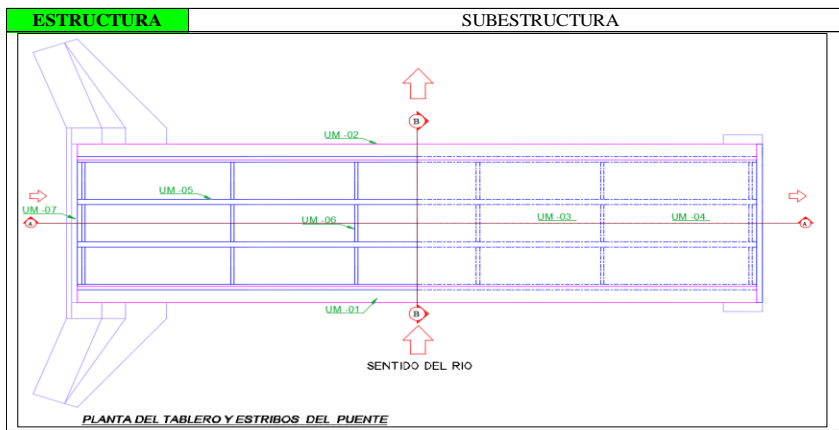 ESTRUCTURA SUBESTRUCTURA
B
UM -02
UM -05
UM -07
UM -06
UM -03
UM -04
A
A
UM -01
B
SENTIDO DEL RIO
PLANTA DEL TABLERO Y ESTRIBOS DEL PUENTE